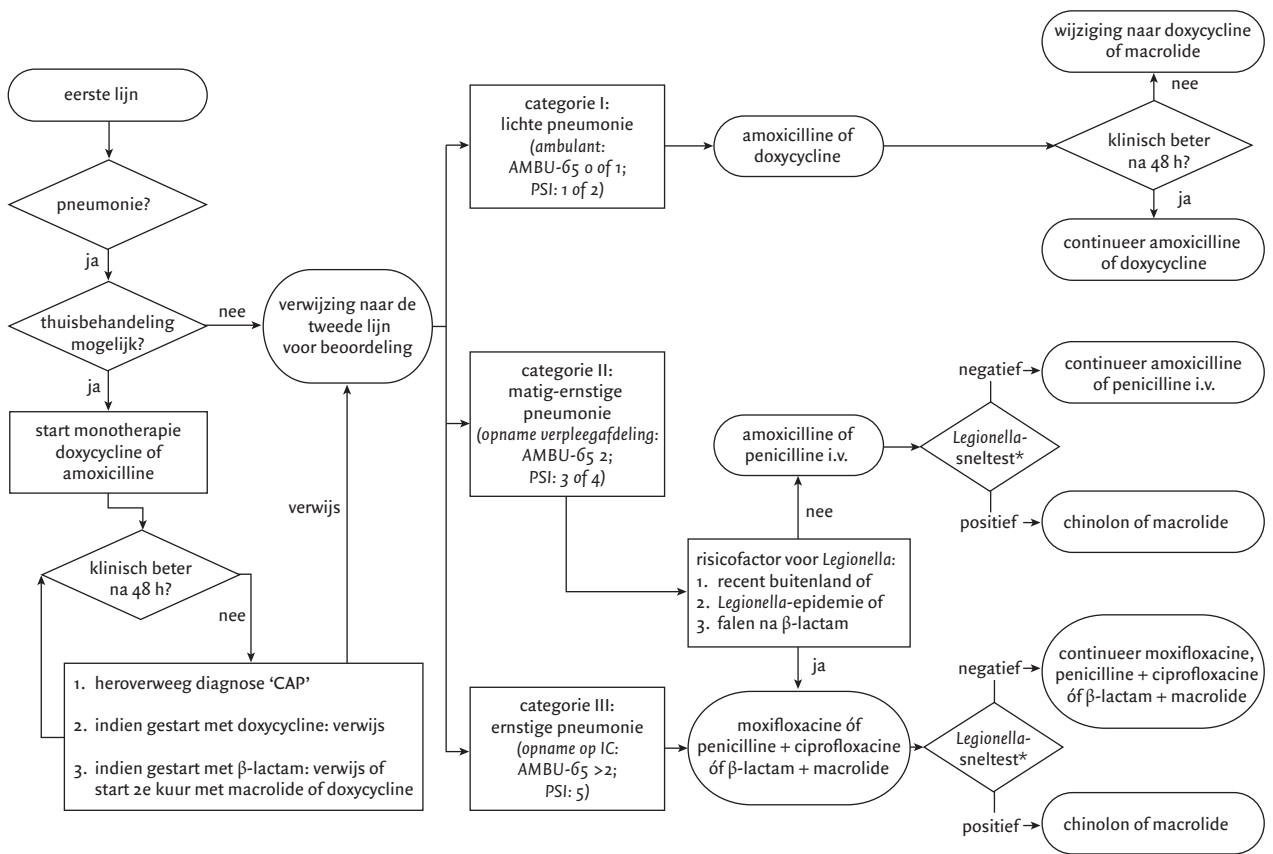 eerste lijn
pneumonie?
ja
thuisbehandeling
mogelijk?
nee
ja
start monotherapie
doxycycline of
amoxicilline
klinisch beter
na 48 h?
nee
1. heroverweeg diagnose ‘CAP’
2. indien gestart met doxycycline: verwijs
3. indien gestart met β-lactam: verwijs of
start 2e kuur met macrolide of doxycycline
verwijs
verwijzing naar de
tweede lijn
voor beoordeling
categorie I:
lichte pneumonie
(ambulant:
AMBU-65 0 of 1;
PSI: 1 of 2)
amoxicilline of
doxycycline
klinisch beter
na 48 h?
nee
wijziging naar doxycycline
of macrolide
ja
continueer amoxicilline
of doxycycline
categorie II:
matig-ernstige
pneumonie
(opname verpleegafdeling:
AMBU-65 2;
PSI: 3 of 4)
risicofactor voor Legionella:
1. recent buitenland of
2. Legionella-epidemie of
3. falen na β-lactam
nee
amoxicilline of
penicilline i.v.
Legionella-
sneltest*
negatief
continueer amoxicilline
of penicilline i.v.
positief
chinolon of macrolide
ja
categorie III:
ernstige pneumonie
(opname op IC:
AMBU-65 >2;
PSI: 5)
moxifloxacine óf
penicilline + ciprofloxacine
óf β-lactam + macrolide
Legionella-
sneltest*
negatief
continueer moxifloxacine,
penicilline + ciprofloxacine
óf β-lactam + macrolide
positief
chinolon of macrolide